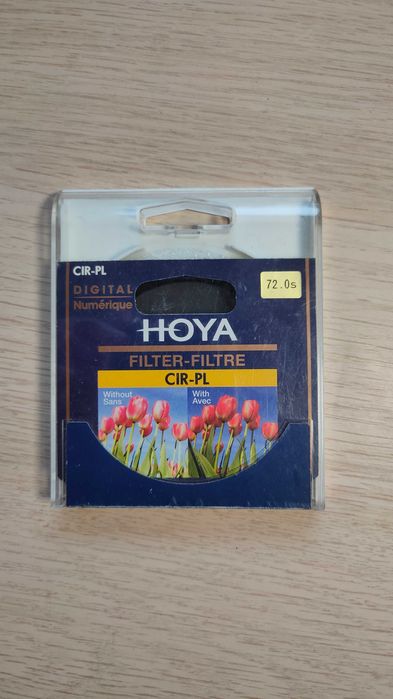 CIR-PL
DIGITAL
Numérique
72.0s
HOYA
FILTER-FILTRE
CIR-PL
Without
Sans
With
Avec